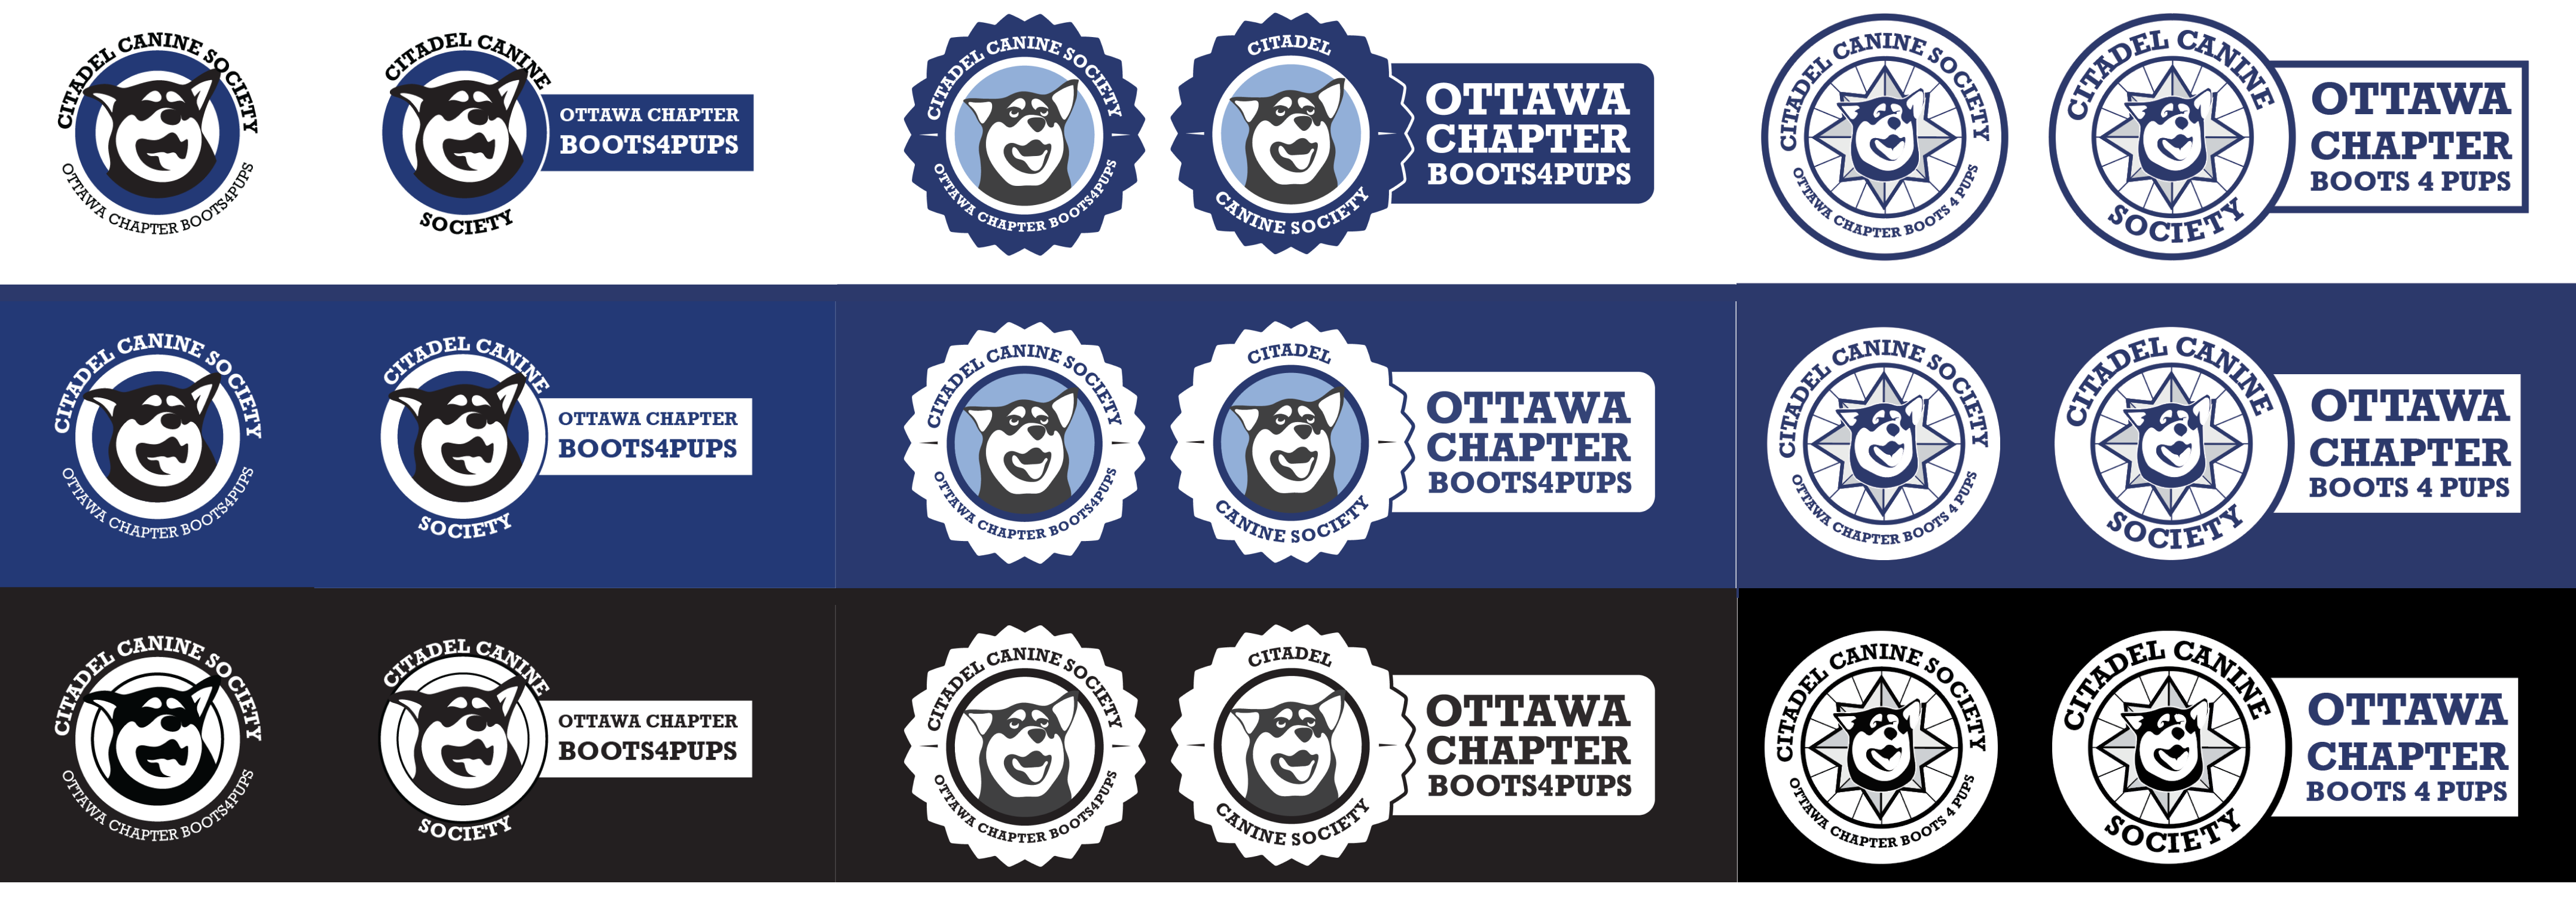 CITADEL CANINE SOCIETY
OTTAWA CHAPTER BOOTS4PUPS
CITADEL CANINE
SOCIETY
OTTAWA CHAPTER
BOOTS4PUPS
CITADEL CANINE SOCIETY
OTTAWA CHAPTER BOOTS4PUPS
CITADEL
CANINE SOCIETY
OTTAWA
CHAPTER
BOOTS4PUPS
CITADEL CANINE SOCIETY
OTTAWA CHAPTER BOOTS 4 PUPS
CITADEL CANINE
SOCIETY
OTTAWA
CHAPTER
BOOTS 4 PUPS
CITADEL CANINE SOCIETY
OTTAWA CHAPTER BOOTS4PUPS
CITADEL CANINE
SOCIETY
OTTAWA CHAPTER
BOOTS4PUPS
CITADEL CANINE SOCIETY
OTTAWA CHAPTER BOOTS4PUPS
CITADEL
CANINE SOCIETY
OTTAWA
CHAPTER
BOOTS4PUPS
CITADEL CANINE SOCIETY
OTTAWA CHAPTER BOOTS 4 PUPS
CITADEL CANINE
SOCIETY
OTTAWA
CHAPTER
BOOTS 4 PUPS
CITADEL CANINE SOCIETY
OTTAWA CHAPTER BOOTS4PUPS
CITADEL CANINE
SOCIETY
OTTAWA CHAPTER
BOOTS4PUPS
CITADEL CANINE SOCIETY
OTTAWA CHAPTER BOOTS4PUPS
CITADEL
CANINE SOCIETY
OTTAWA
CHAPTER
BOOTS4PUPS
CITADEL CANINE SOCIETY
OTTAWA CHAPTER BOOTS 4 PUPS
CITADEL CANINE
SOCIETY
OTTAWA
CHAPTER
BOOTS 4 PUPS